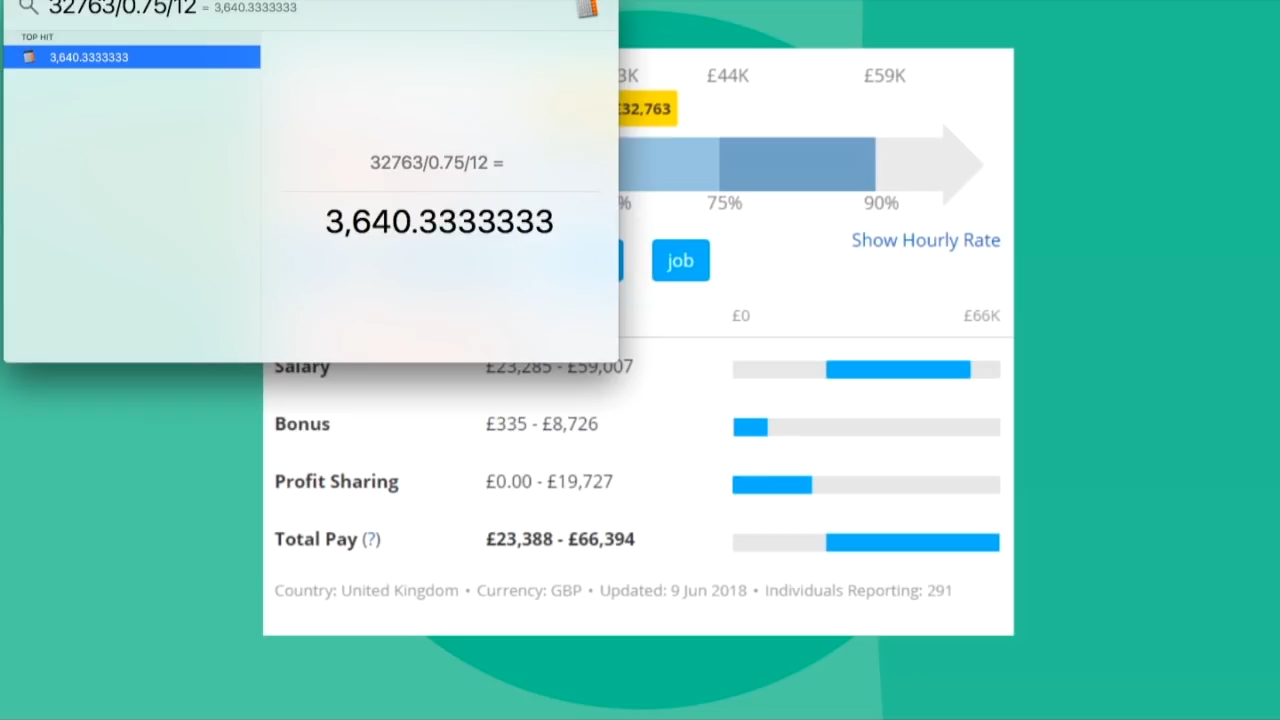 32763/0.75/12 = 3,640.3333333
TOP HIT
3,640.3333333
32763/0.75/12 =
3,640.3333333
3K £44K £59K
£32,763
% 75% 90%
Show Hourly Rate
job
£0 £66K
Salary £23,285 - £59,007
Bonus £335 - £8,726
Profit Sharing £0.00 - £19,727
Total Pay (?) £23,388 - £66,394
Country: United Kingdom • Currency: GBP • Updated: 9 Jun 2018 • Individuals Reporting: 291